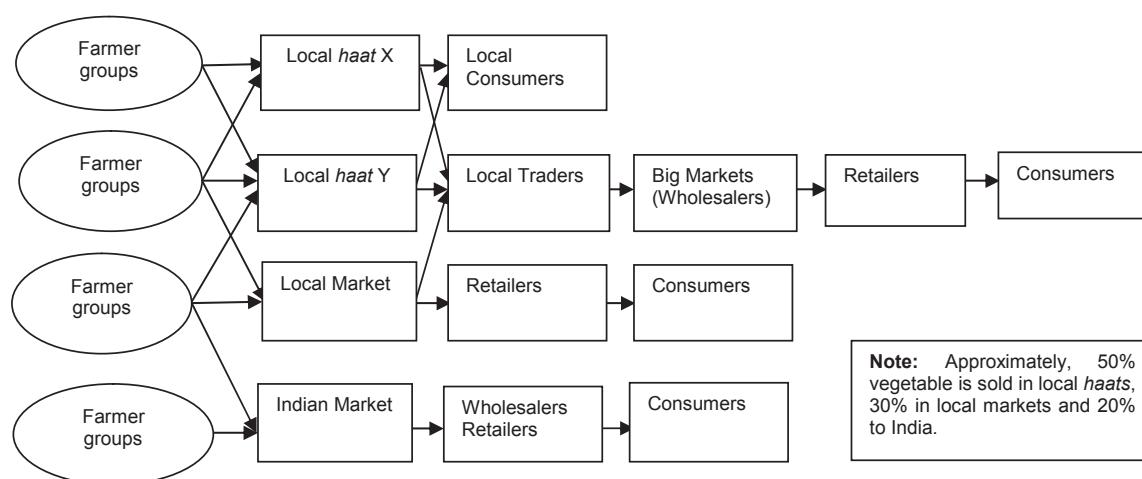 Farmer
groups
Local haat X
Local
Consumers
Farmer
groups
Local haat Y
Local Traders
Big Markets
(Wholesalers)
Retailers
Consumers
Farmer
groups
Local Market
Retailers
Consumers
Farmer
groups
Indian Market
Wholesalers
Retailers
Consumers
Note: Approximately, 50%
vegetable is sold in local haats,
30% in local markets and 20%
to India.